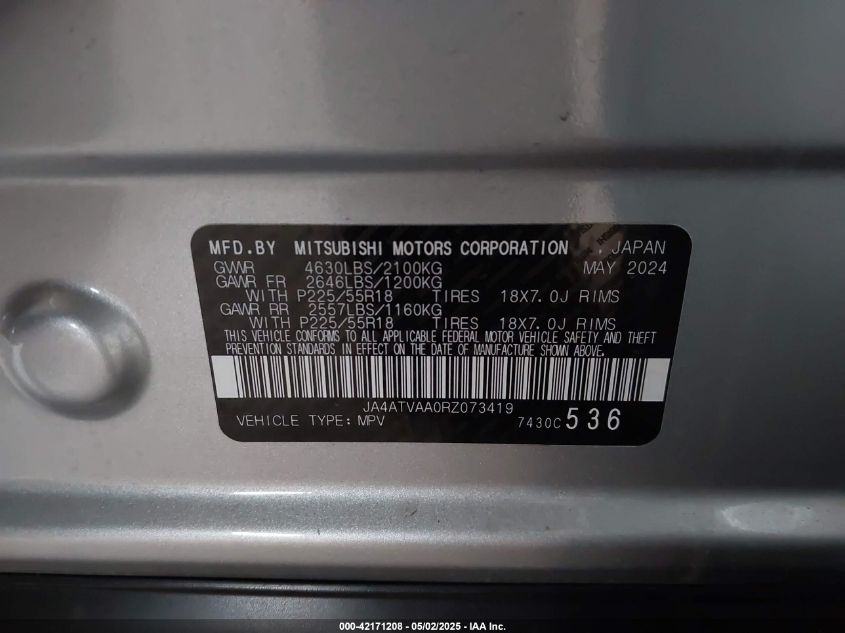 MFD.BY MITSUBISHI MOTORS CORPORATION . JAPAN
GVWR 4630LBS/2100KG MAY 2024
GAWR FR 2646LBS/1200KG
WITH P225/55R18 TIRES 18X7.0J RIMS
GAWR RR 2557LBS/1160KG
WITH P225/55R18 TIRES 18X7.0J RIMS
THIS VEHICLE CONFORMS TO ALL APPLICABLE FEDERAL MOTOR VEHICLE SAFETY AND THEFT
PREVENTION STANDARDS IN EFFECT ON THE DATE OF MANUFACTURE SHOWN ABOVE.
JA4ATVAA0RZ073419
VEHICLE TYPE: MPV 7430C 536
000-42171208 - 05/02/2025 - IAA Inc.